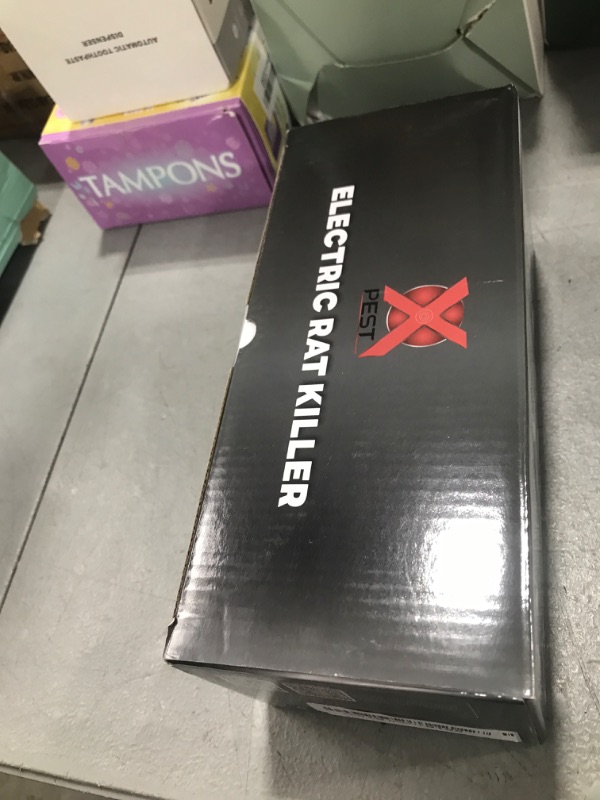 AUTOMATIC TOOTHPASTE
DISPENSER
TAMPONS
ELECTRIC RAT KILLER
PEST X